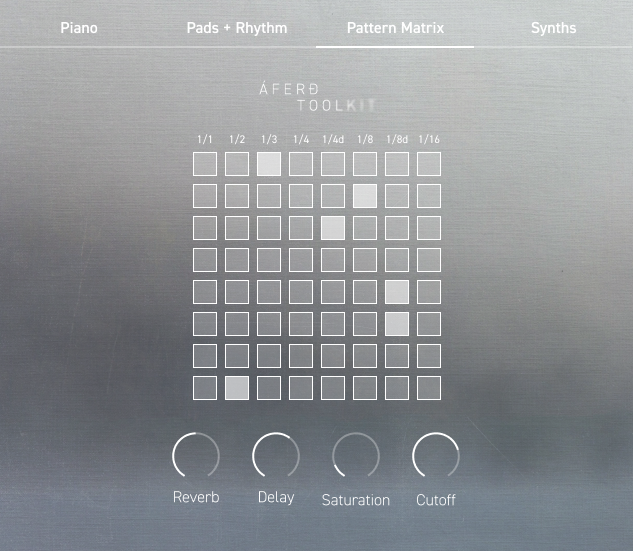 Piano Pads + Rhythm Pattern Matrix Synths
ÁFERÐ
TOOLKIT
1/1 1/2 1/3 1/4 1/4d 1/8 1/8d 1/16
Reverb Delay Saturation Cutoff